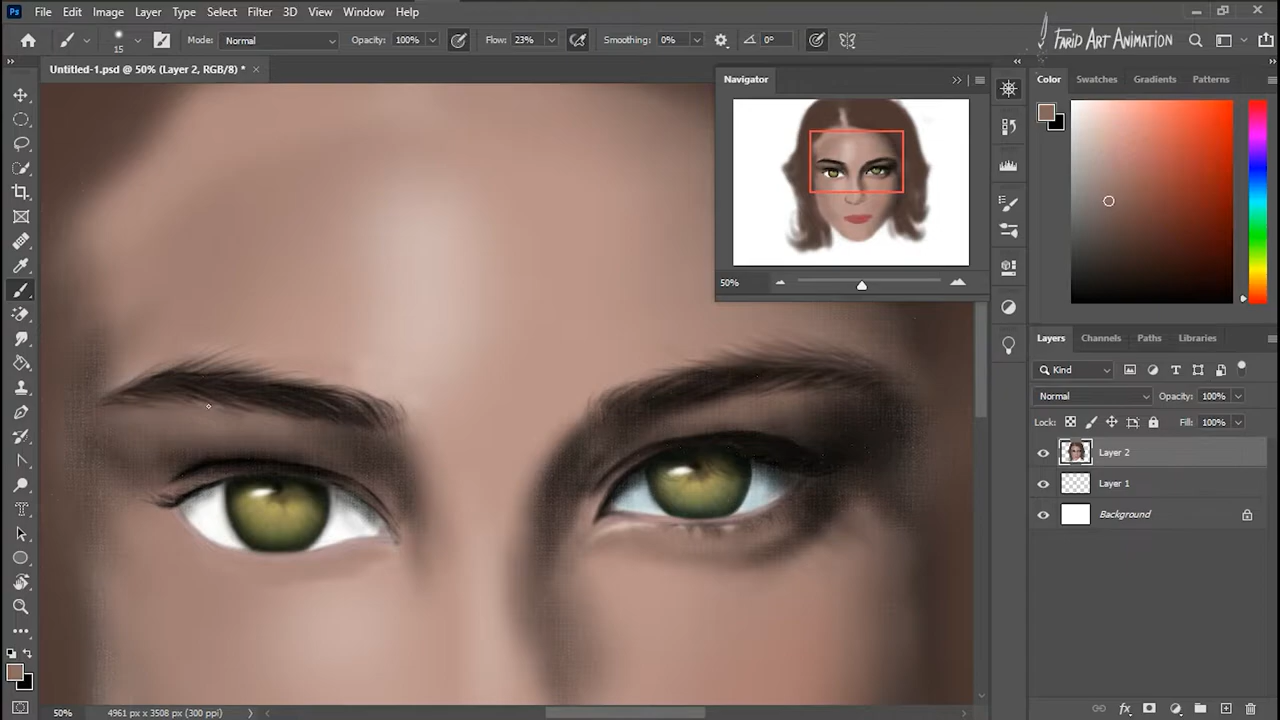 Ps File Edit Image Layer Type Select Filter 3D View Window Help
15 Mode: Normal Opacity: 100% Flow: 23% Smoothing: 0% 0° FARID ART ANIMATION
Untitled-1.psd @ 50% (Layer 2, RGB/8) *
Navigator
50%
Color Swatches Gradients Patterns
Layers Channels Paths Libraries
Kind
Normal Opacity: 100%
Lock: Fill: 100%
Layer 2
Layer 1
Background
50% 4961 px x 3508 px (300 ppi)